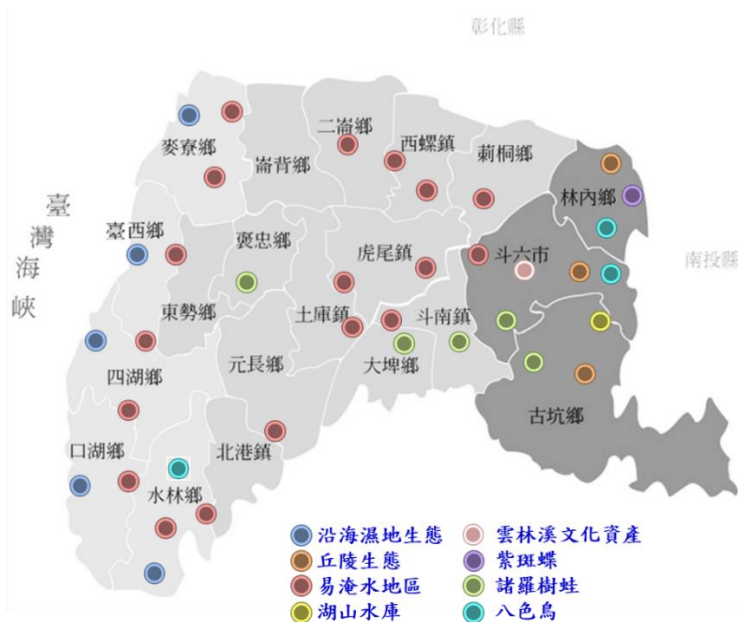 彰化縣
二崙鄉
西螺鎮
莿桐鄉
麥寮鄉
崙背鄉
林內鄉
臺灣海峽
臺西鄉
褒忠鄉
虎尾鎮
斗六市
南投縣
東勢鄉
土庫鎮
斗南鎮
四湖鄉
元長鄉
大埤鄉
古坑鄉
口湖鄉
北港鎮
水林鄉
沿海濕地生態
雲林溪文化資產
丘陵生態
紫斑蝶
易淹水地區
諸羅樹蛙
湖山水庫
八色鳥